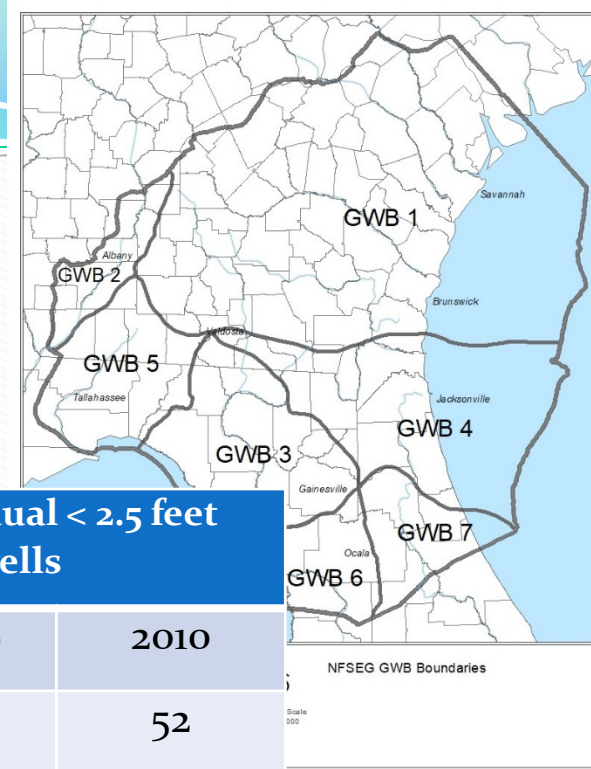 Savannah
GWB 1
Albany
GWB 2
Brunswick
Valdosta
GWB 5
Tallahassee
Jacksonville
GWB 4
GWB 3
Gainesville
GWB 7
Ocala
GWB 6
ual < 2.5 feet
ells
2010
52
NFSEG GWB Boundaries
Scale
000